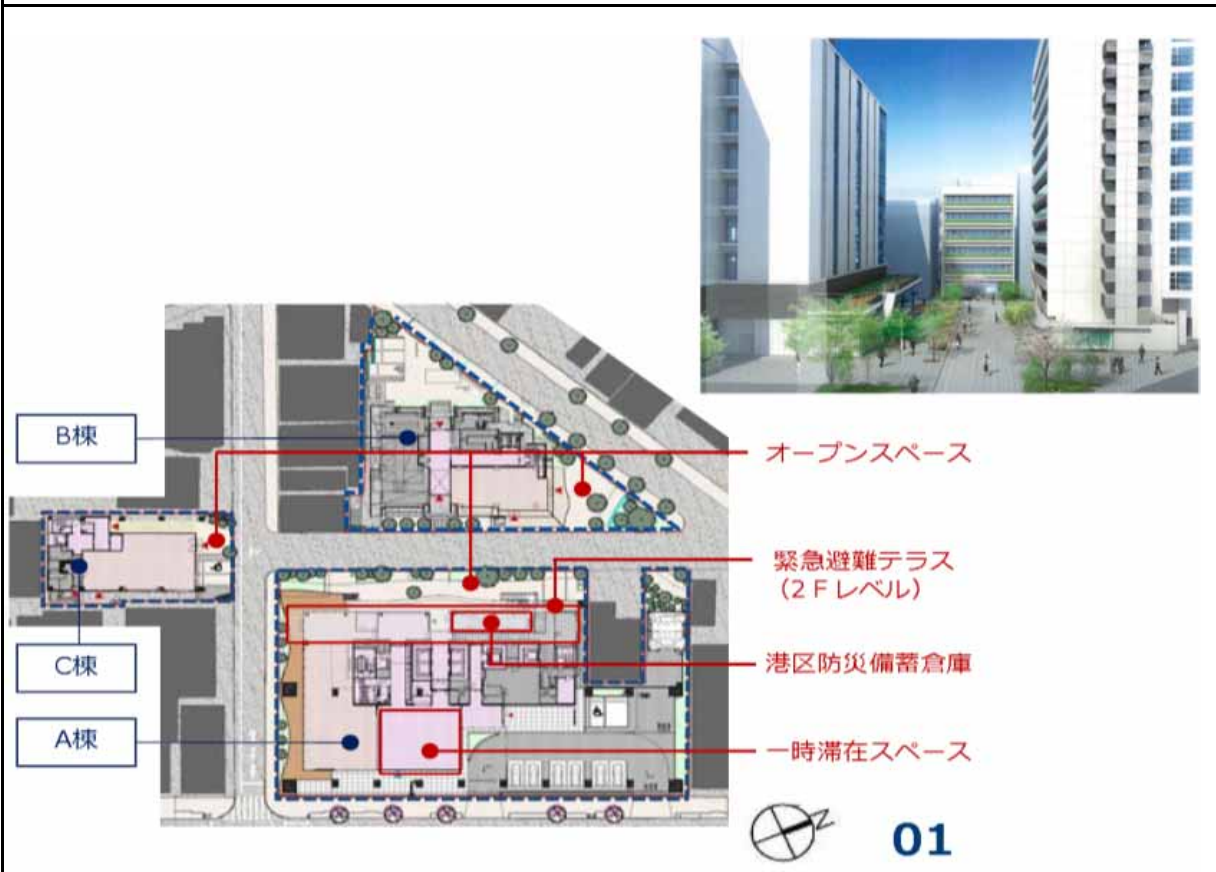 B棟
C棟
A棟
オープンスペース
緊急避難テラス
(2Fレベル)
港区防災備蓄倉庫
一時滞在スペース
N
01